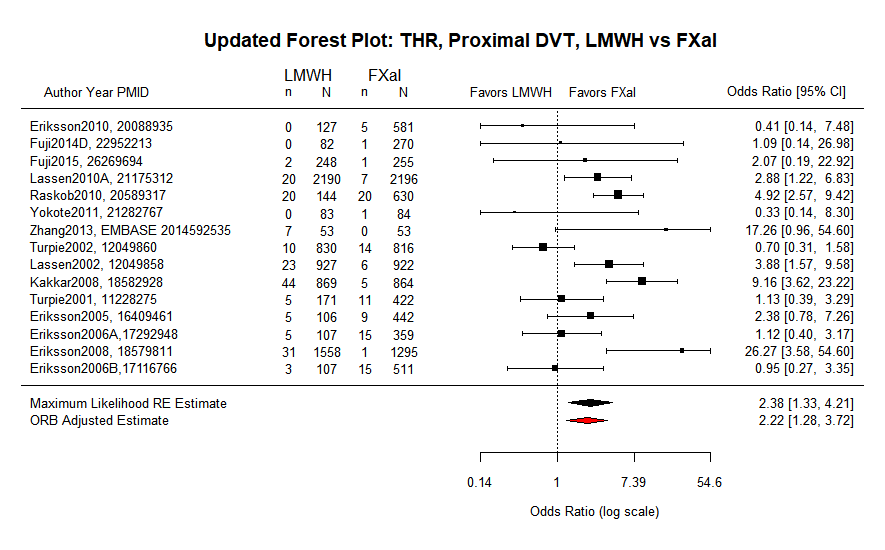 Updated Forest Plot: THR, Proximal DVT, LMWH vs FXaI
LMWH FXaI
Author Year PMID n N n N Favors LMWH Favors FXaI Odds Ratio [95% CI]
Eriksson2010, 20088935 0 127 5 581 0.41 [0.14, 7.48]
Fuji2014D, 22952213 0 82 1 270 1.09 [0.14, 26.98]
Fuji2015, 26269694 2 248 1 255 2.07 [0.19, 22.92]
Lassen2010A, 21175312 20 2190 7 2196 2.88 [1.22, 6.83]
Raskob2010, 20589317 20 144 20 630 4.92 [2.57, 9.42]
Yokote2011, 21282767 0 83 1 84 0.33 [0.14, 8.30]
Zhang2013, EMBASE 2014592535 7 53 0 53 17.26 [0.96, 54.60]
Turpie2002, 12049860 10 830 14 816 0.70 [0.31, 1.58]
Lassen2002, 12049858 23 927 6 922 3.88 [1.57, 9.58]
Kakkar2008, 18582928 44 869 5 864 9.16 [3.62, 23.22]
Turpie2001, 11228275 5 171 11 422 1.13 [0.39, 3.29]
Eriksson2005, 16409461 5 106 9 442 2.38 [0.78, 7.26]
Eriksson2006A,17292948 5 107 15 359 1.12 [0.40, 3.17]
Eriksson2008, 18579811 31 1558 1 1295 26.27 [3.58, 54.60]
Eriksson2006B,17116766 3 107 15 511 0.95 [0.27, 3.35]
Maximum Likelihood RE Estimate 2.38 [1.33, 4.21]
ORB Adjusted Estimate 2.22 [1.28, 3.72]
0.14 1 7.39 54.6
Odds Ratio (log scale)